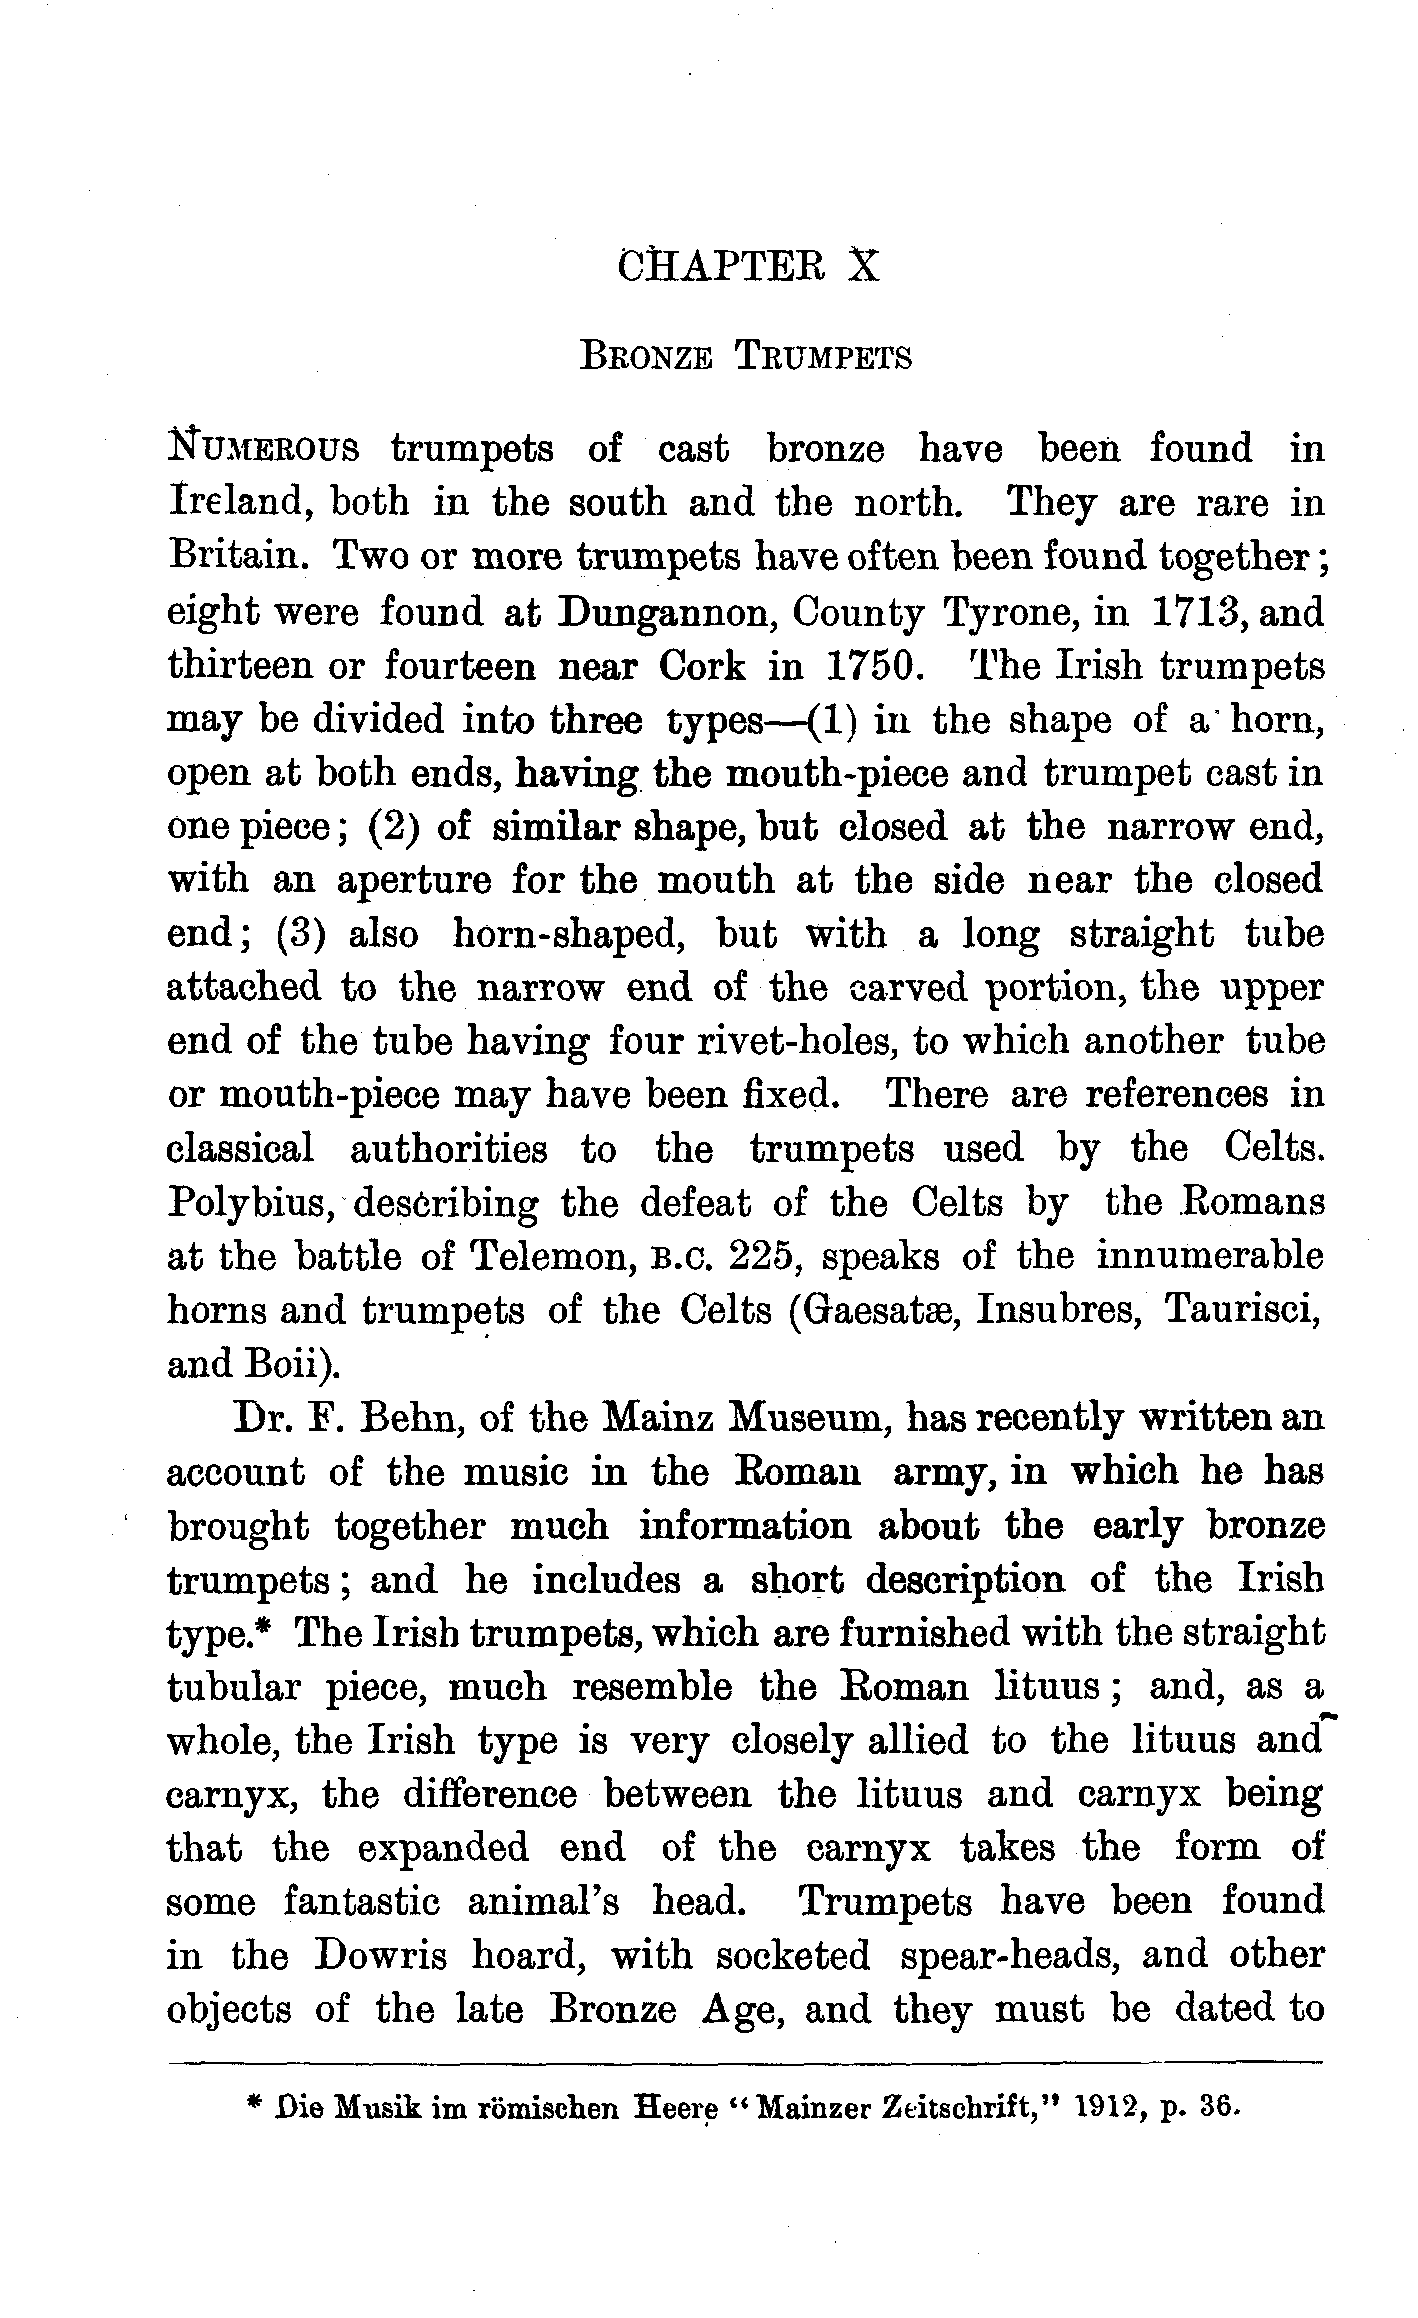 CHAPTER X
BRONZE TRUMPETS
NUMEROUS trumpets of cast bronze have been found in
Ireland, both in the south and the north. They are rare in
Britain. Two or more trumpets have often been found together;
eight were found at Dungannon, County Tyrone, in 1713, and
thirteen or fourteen near Cork in 1750. The Irish trumpets
may be divided into three types—(1) in the shape of a horn,
open at both ends, having the mouth-piece and trumpet cast in
one piece; (2) of similar shape, but closed at the narrow end,
with an aperture for the mouth at the side near the closed
end; (3) also horn-shaped, but with a long straight tube
attached to the narrow end of the carved portion, the upper
end of the tube having four rivet-holes, to which another tube
or mouth-piece may have been fixed. There are references in
classical authorities to the trumpets used by the Celts.
Polybius, describing the defeat of the Celts by the Romans
at the battle of Telemon, B.C. 225, speaks of the innumerable
horns and trumpets of the Celts (Gaesatæ, Insubres, Taurisci,
and Boii).
Dr. F. Behn, of the Mainz Museum, has recently written an
account of the music in the Roman army, in which he has
brought together much information about the early bronze
trumpets; and he includes a short description of the Irish
type.* The Irish trumpets, which are furnished with the straight
tubular piece, much resemble the Roman lituus; and, as a
whole, the Irish type is very closely allied to the lituus and
carnyx, the difference between the lituus and carnyx being
that the expanded end of the carnyx takes the form of
some fantastic animal's head. Trumpets have been found
in the Dowris hoard, with socketed spear-heads, and other
objects of the late Bronze Age, and they must be dated to
* Die Musik im römischen Heere "Mainzer Zeitschrift," 1912, p. 36.